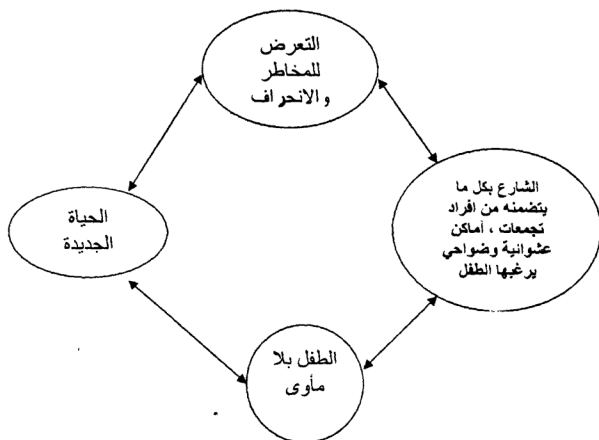 التعرض
للمخاطر
والانحراف
الشارع بكل ما
يتضمنه من افراد
تجمعات ، أماكن
عشوائية وضواحي
يرغبها الطفل
الحياة
الجديدة
الطفل بلا
مأوى